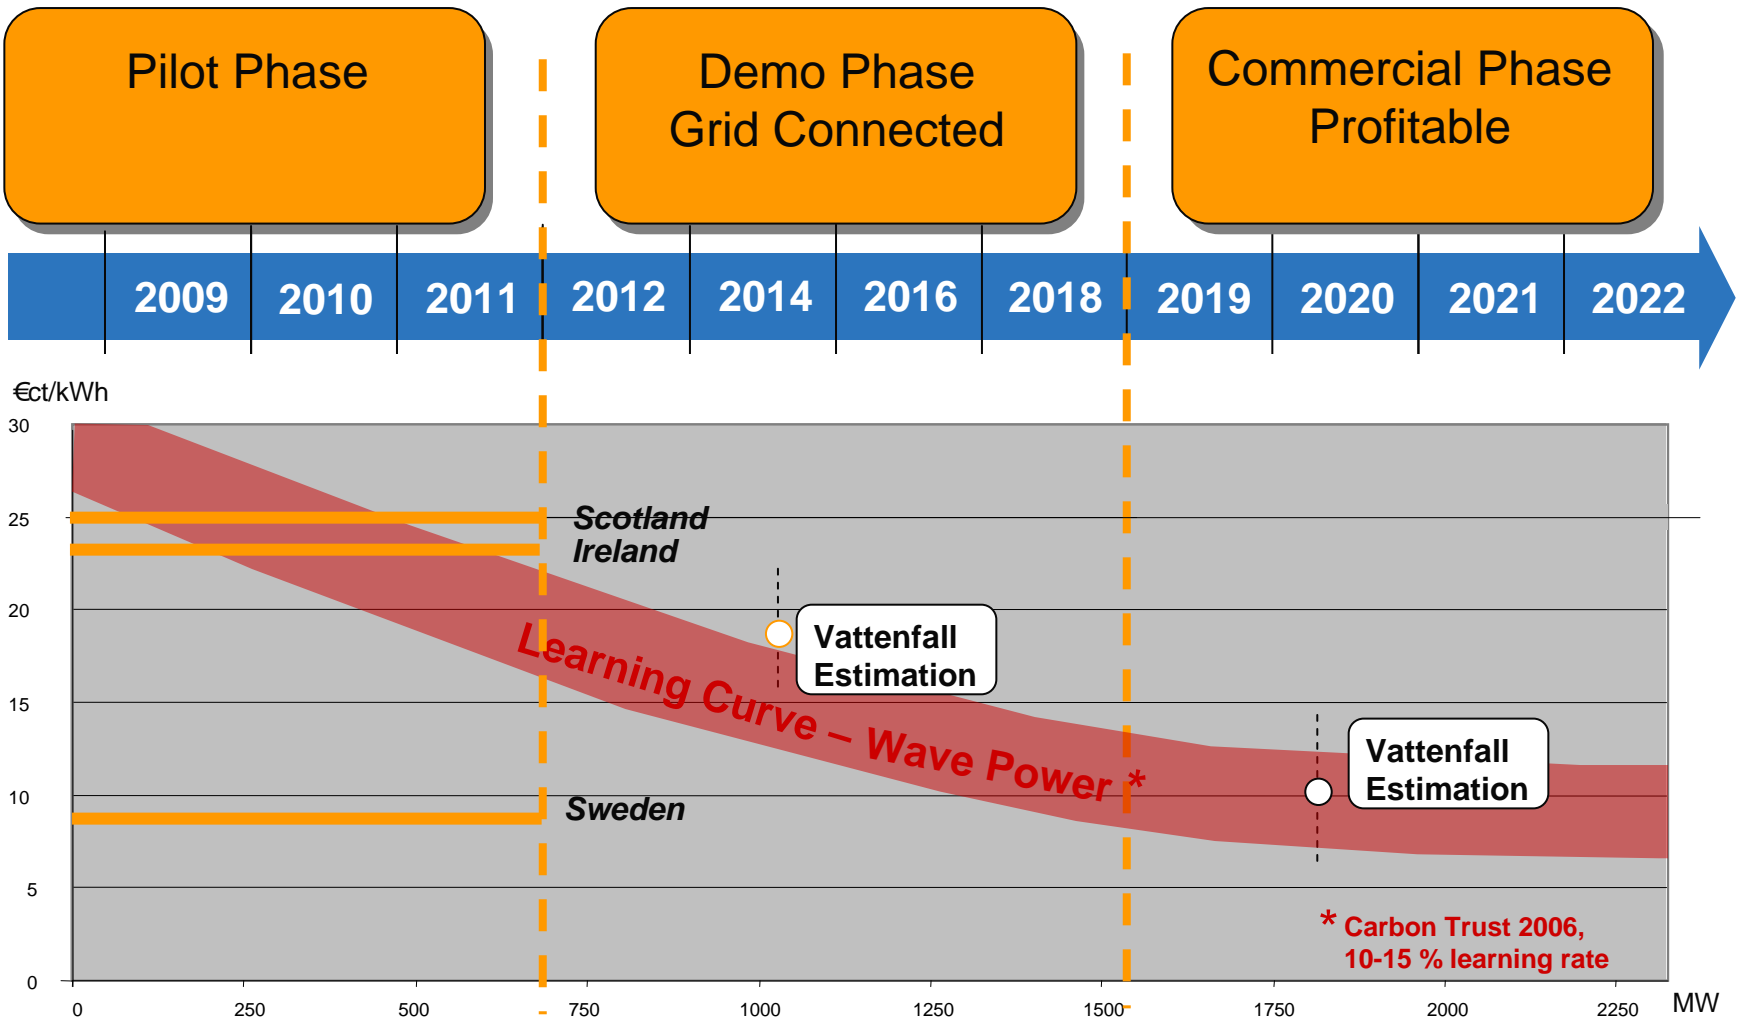 Pilot Phase
Demo Phase
Grid Connected
Commercial Phase
Profitable
2009 2010 2011 2012 2014 2016 2018 2019 2020 2021 2022
€ct/kWh
30
25
20
15
10
5
0
Scotland
Ireland
Sweden
Vattenfall
Estimation
Learning Curve – Wave Power *
Vattenfall
Estimation
* Carbon Trust 2006,
10-15 % learning rate
0 250 500 750 1000 1250 1500 1750 2000 2250 MW